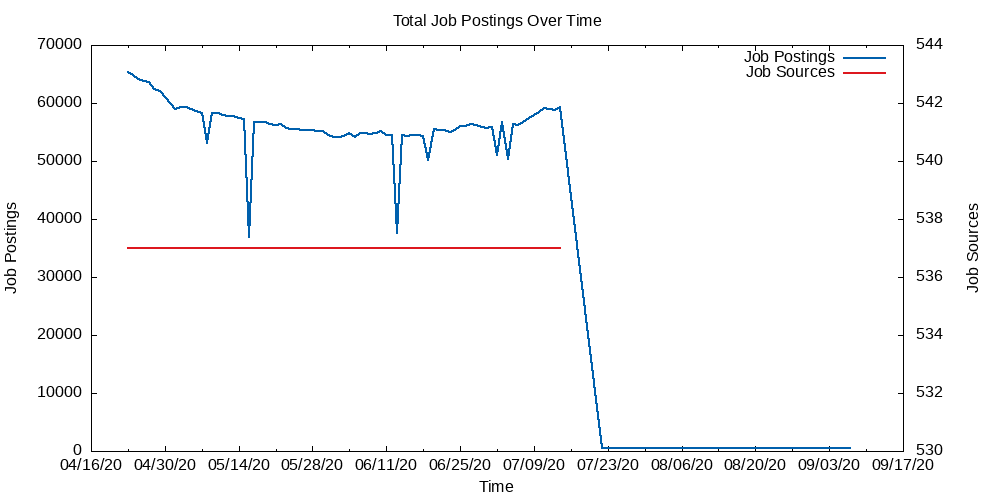 Total Job Postings Over Time
Job Postings
Job Sources
70000
60000
50000
40000
30000
20000
10000
0
544
542
540
538
536
534
532
530
04/16/20 04/30/20 05/14/20 05/28/20 06/11/20 06/25/20 07/09/20 07/23/20 08/06/20 08/20/20 09/03/20 09/17/20
Time
Job Postings
Job Sources